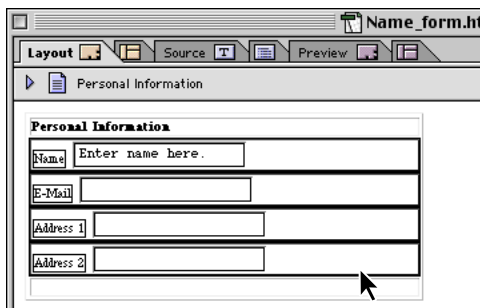 Name_form.ht
Layout Source T Preview
Personal Information
Personal Information
Name Enter name here.
E-Mail
Address 1
Address 2